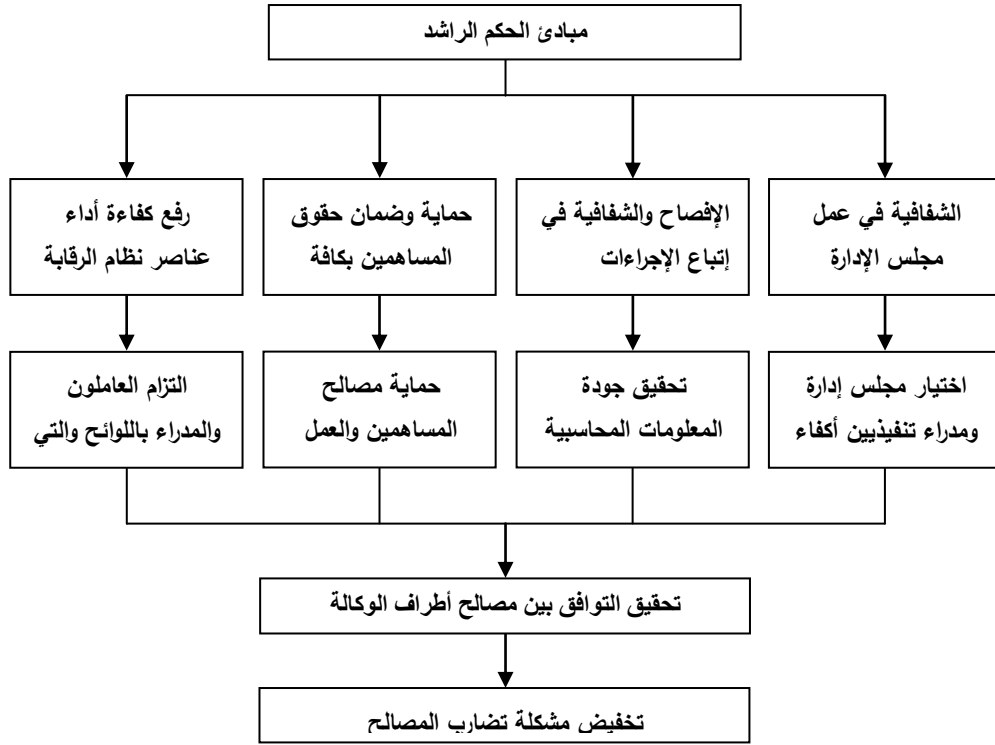 مبادئ الحكم الراشد
الشفافية في عمل
مجلس الإدارة
الإفصاح والشفافية في
إتباع الإجراءات
حماية وضمان حقوق
المساهمين بكافة
رفع كفاءة أداء
عناصر نظام الرقابة
اختيار مجلس إدارة
ومدراء تنفيذيين أكفاء
تحقيق جودة
المعلومات المحاسبية
حماية مصالح
المساهمين والعمل
التزام العاملون
والمدراء باللوائح والتي
تحقيق التوافق بين مصالح أطراف الوكالة
تخفيض مشكلة تضارب المصالح